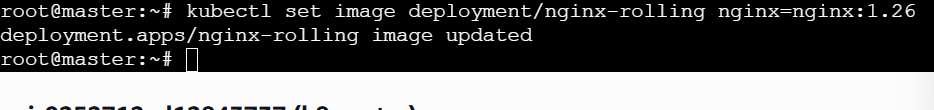 root@master:~# kubectl set image deployment/nginx-rolling nginx=nginx:1.26
deployment.apps/nginx-rolling image updated
root@master:~#